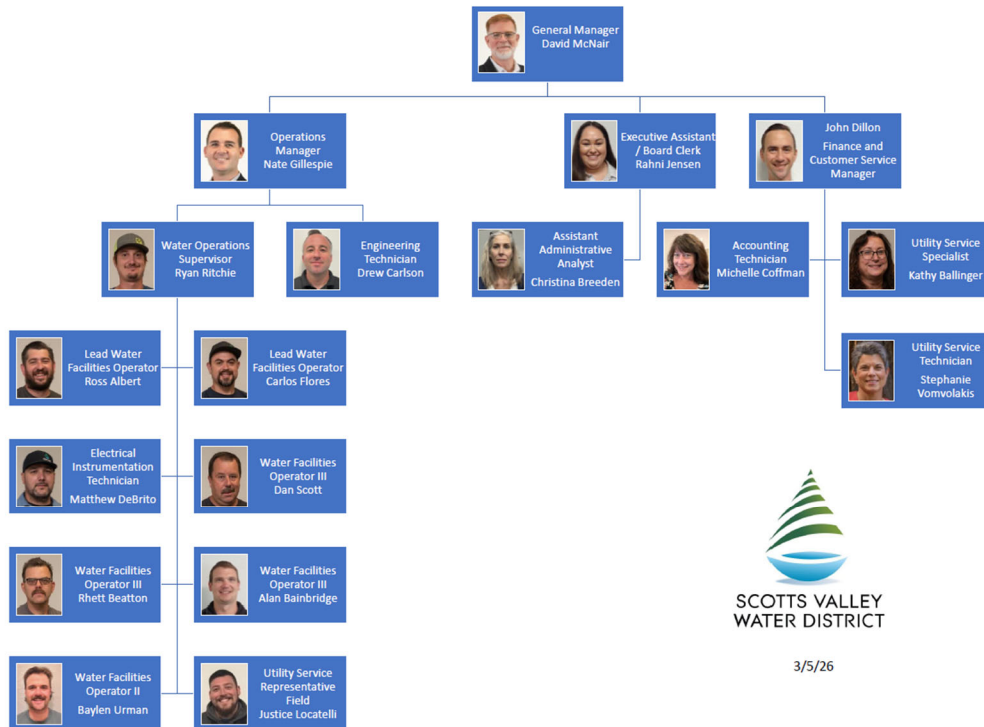 General Manager
David McNair
Operations
Manager
Nate Gillespie
Executive Assistant
/ Board Clerk
Rahni Jensen
John Dillon
Finance and
Customer Service
Manager
Water Operations
Supervisor
Ryan Ritchie
Engineering
Technician
Drew Carlson
Assistant
Administrative
Analyst
Christina Breeden
Accounting
Technician
Michelle Coffman
Utility Service
Specialist
Kathy Ballinger
Lead Water
Facilities Operator
Ross Albert
Lead Water
Facilities Operator
Carlos Flores
Utility Service
Technician
Stephanie
Vomvolakis
Electrical
Instrumentation
Technician
Matthew DeBrito
Water Facilities
Operator III
Dan Scott
Water Facilities
Operator III
Rhett Beatton
Water Facilities
Operator III
Alan Bainbridge
Water Facilities
Operator II
Baylen Urman
Utility Service
Representative
Field
Justice Locatelli
SCOTTS VALLEY
WATER DISTRICT
3/5/26